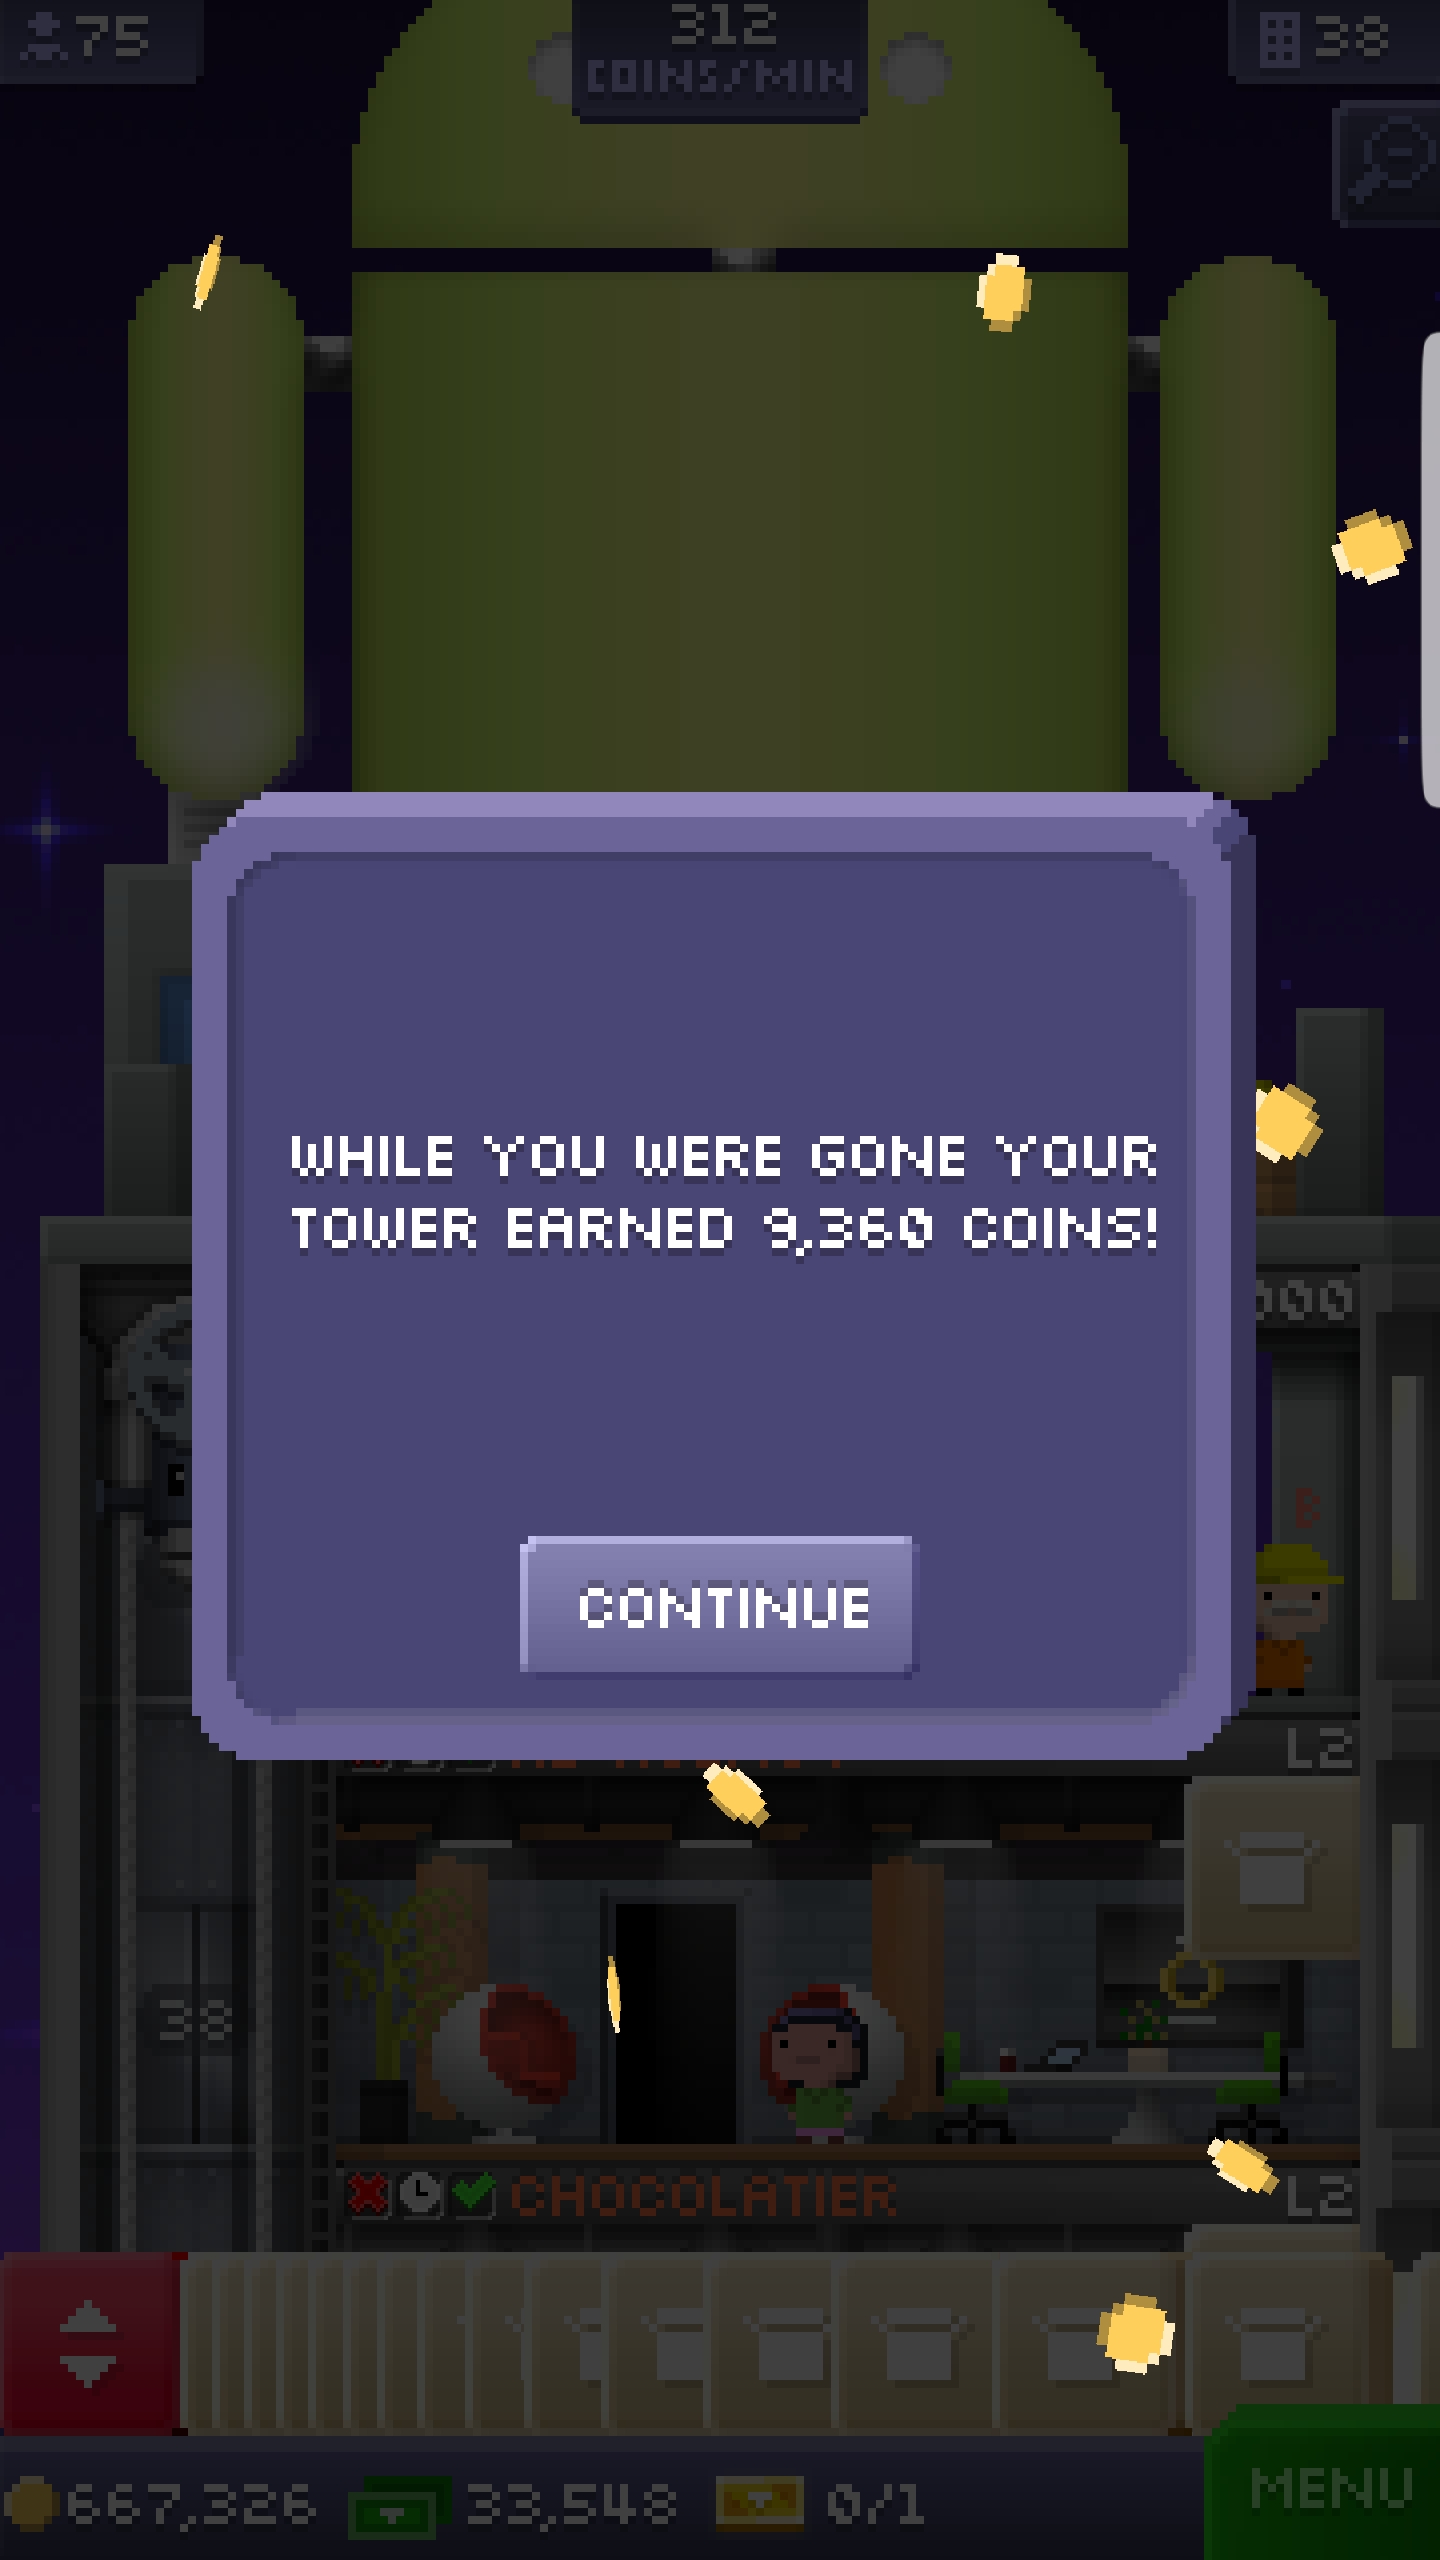 75
312
COINS/MIN
38
WHILE YOU WERE GONE YOUR
TOWER EARNED 9,360 COINS!
CONTINUE
B
L2
38
CHOCOLATIER
L2
667,326
33,548
0/1
MENU